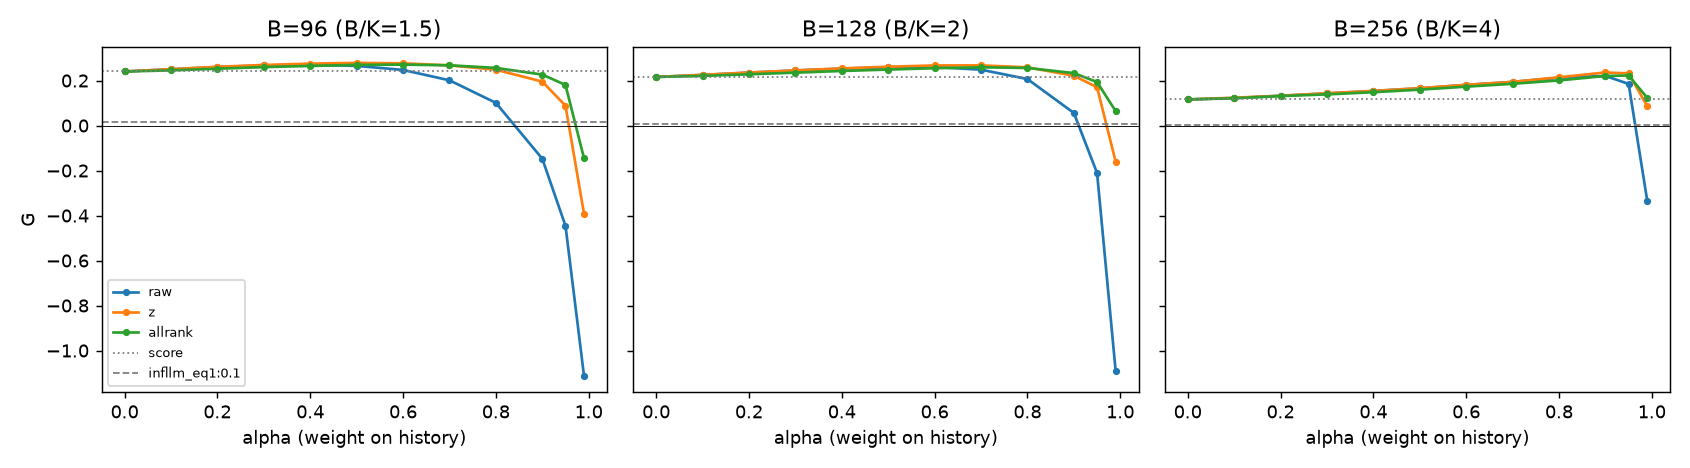 B=96 (B/K=1.5)
B=128 (B/K=2)
B=256 (B/K=4)
G
0.2
0.0
−0.2
−0.4
−0.6
−0.8
−1.0
raw
z
allrank
score
infllm_eq1:0.1
0.0 0.2 0.4 0.6 0.8 1.0
0.0 0.2 0.4 0.6 0.8 1.0
0.0 0.2 0.4 0.6 0.8 1.0
alpha (weight on history)
alpha (weight on history)
alpha (weight on history)